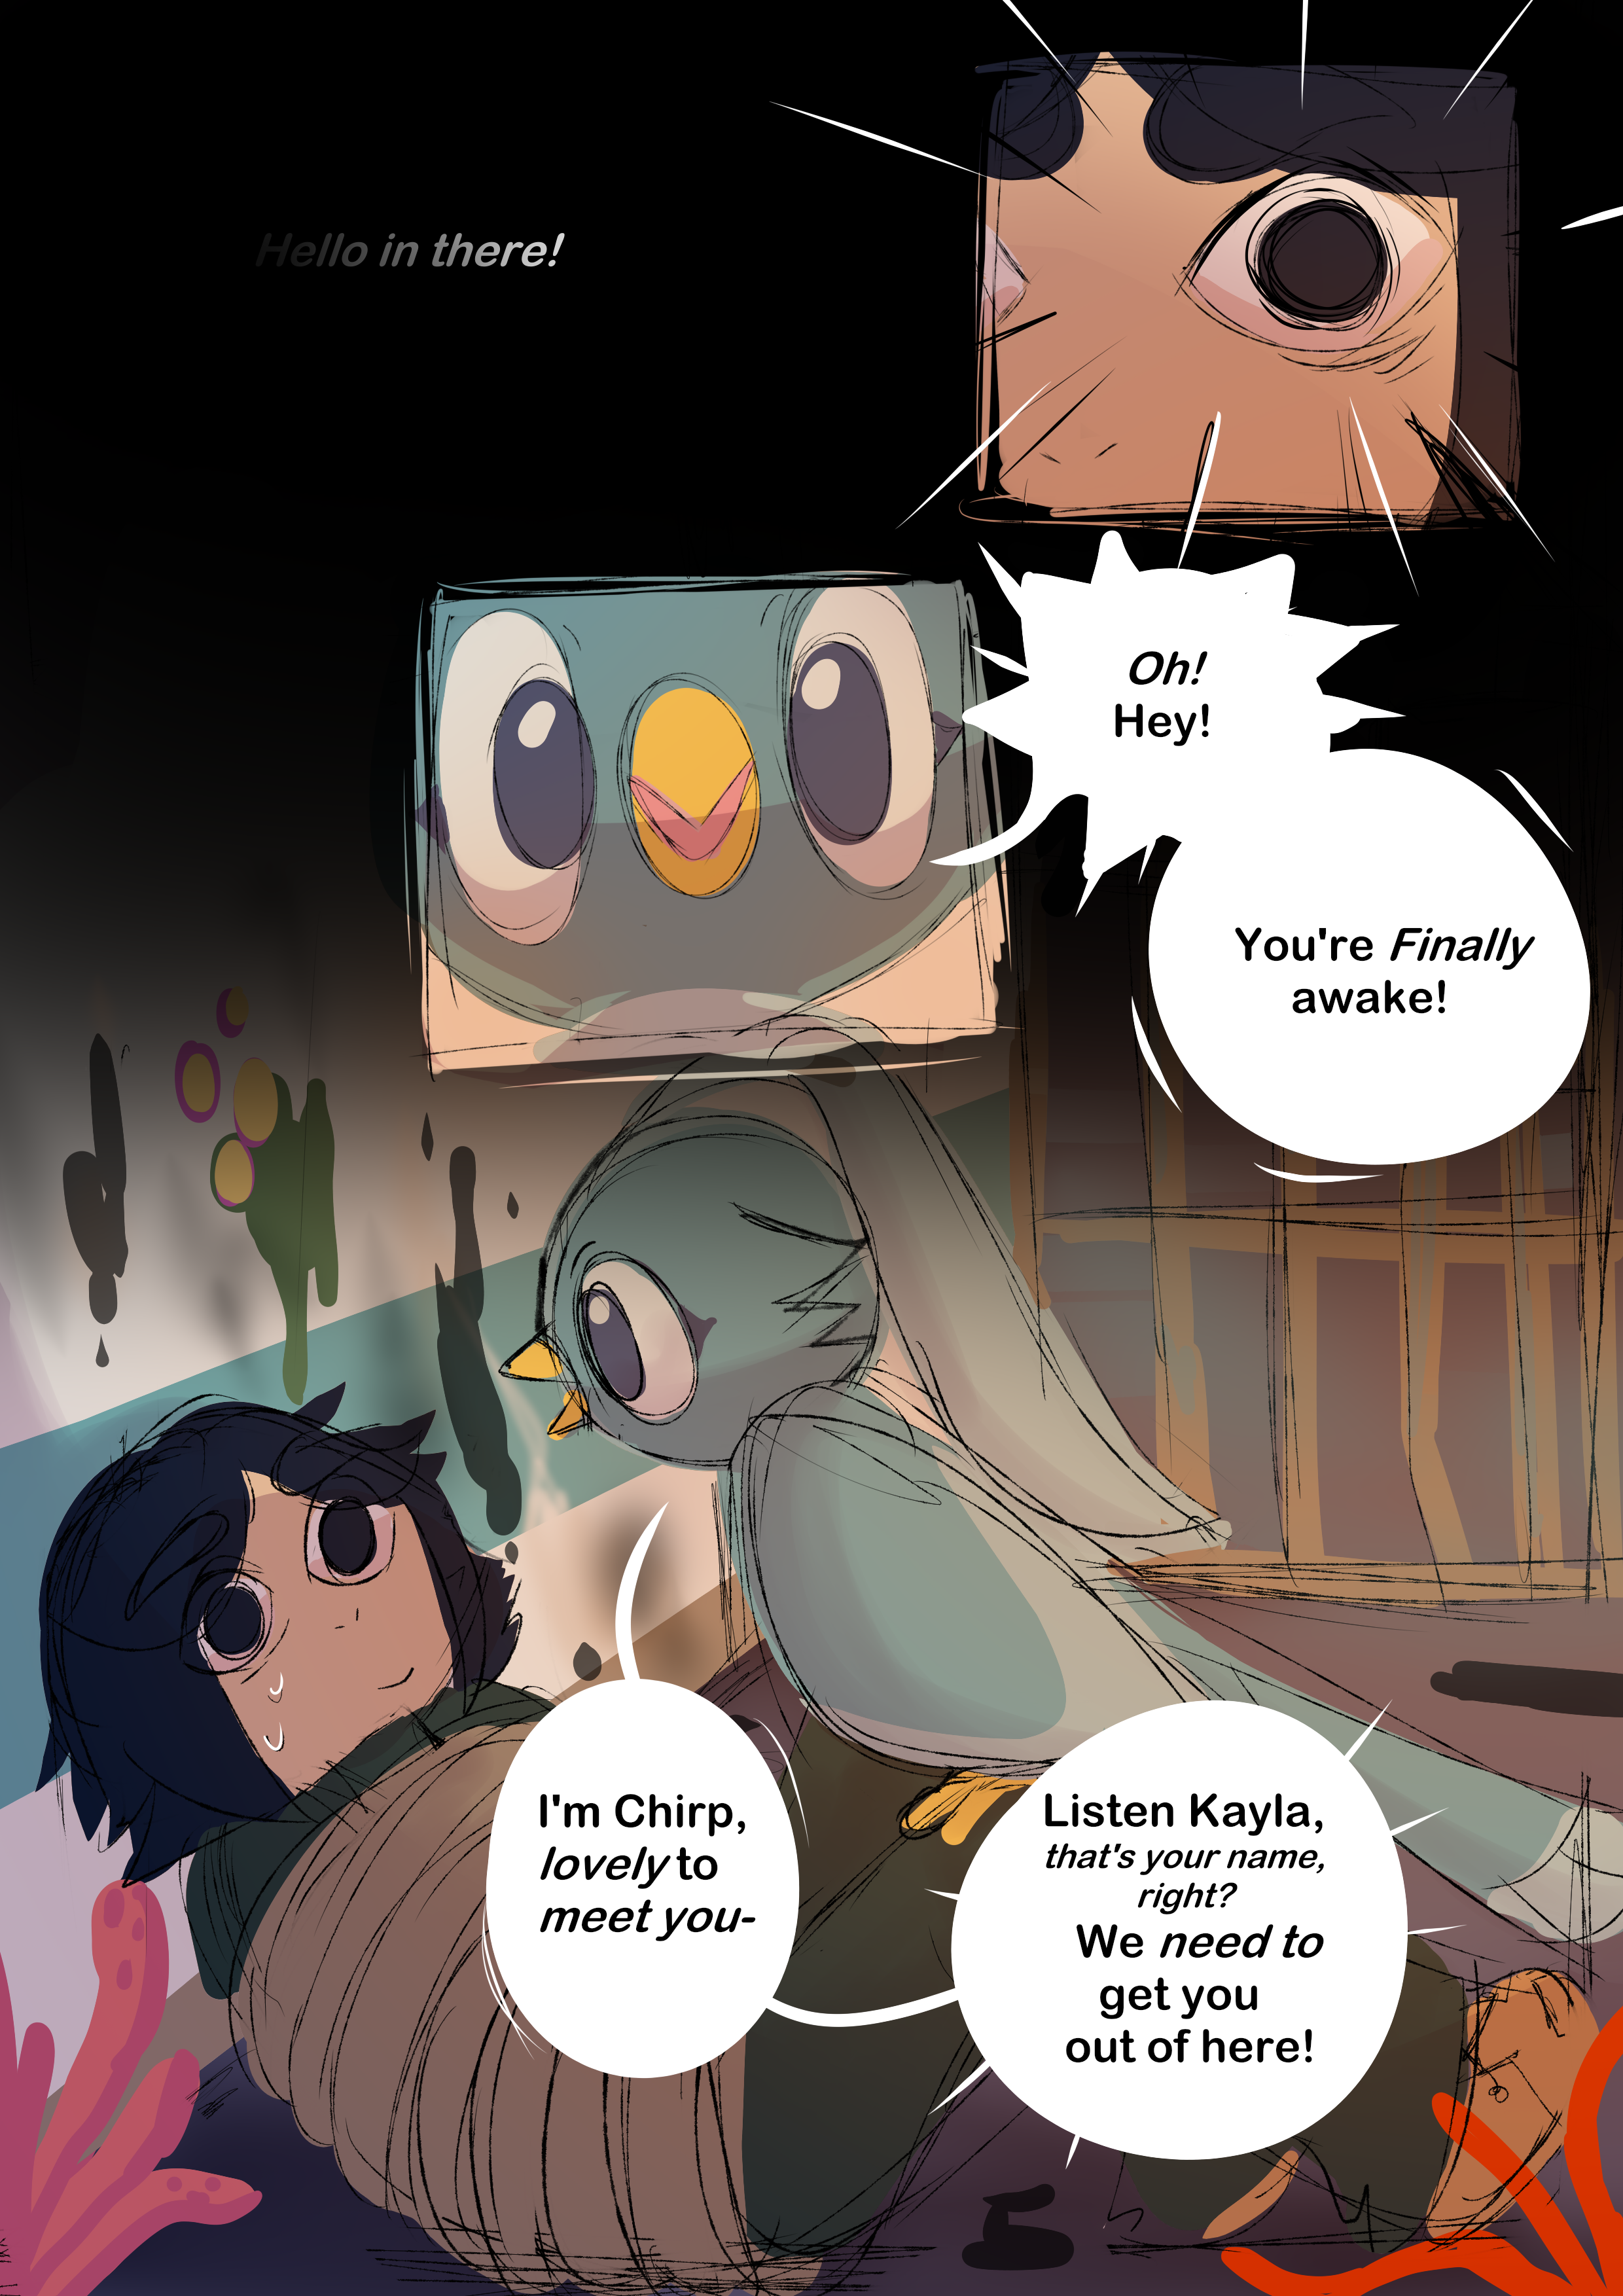 Hello in there!
Oh!
Hey!
You're Finally
awake!
I'm Chirp,
lovely to
meet you-
Listen Kayla,
that's your name,
right?
We need to
get you
out of here!